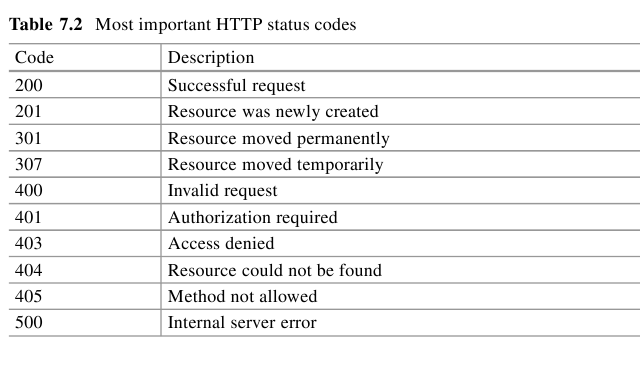 Table 7.2 Most important HTTP status codes
Code Description
200 Successful request
201 Resource was newly created
301 Resource moved permanently
307 Resource moved temporarily
400 Invalid request
401 Authorization required
403 Access denied
404 Resource could not be found
405 Method not allowed
500 Internal server error